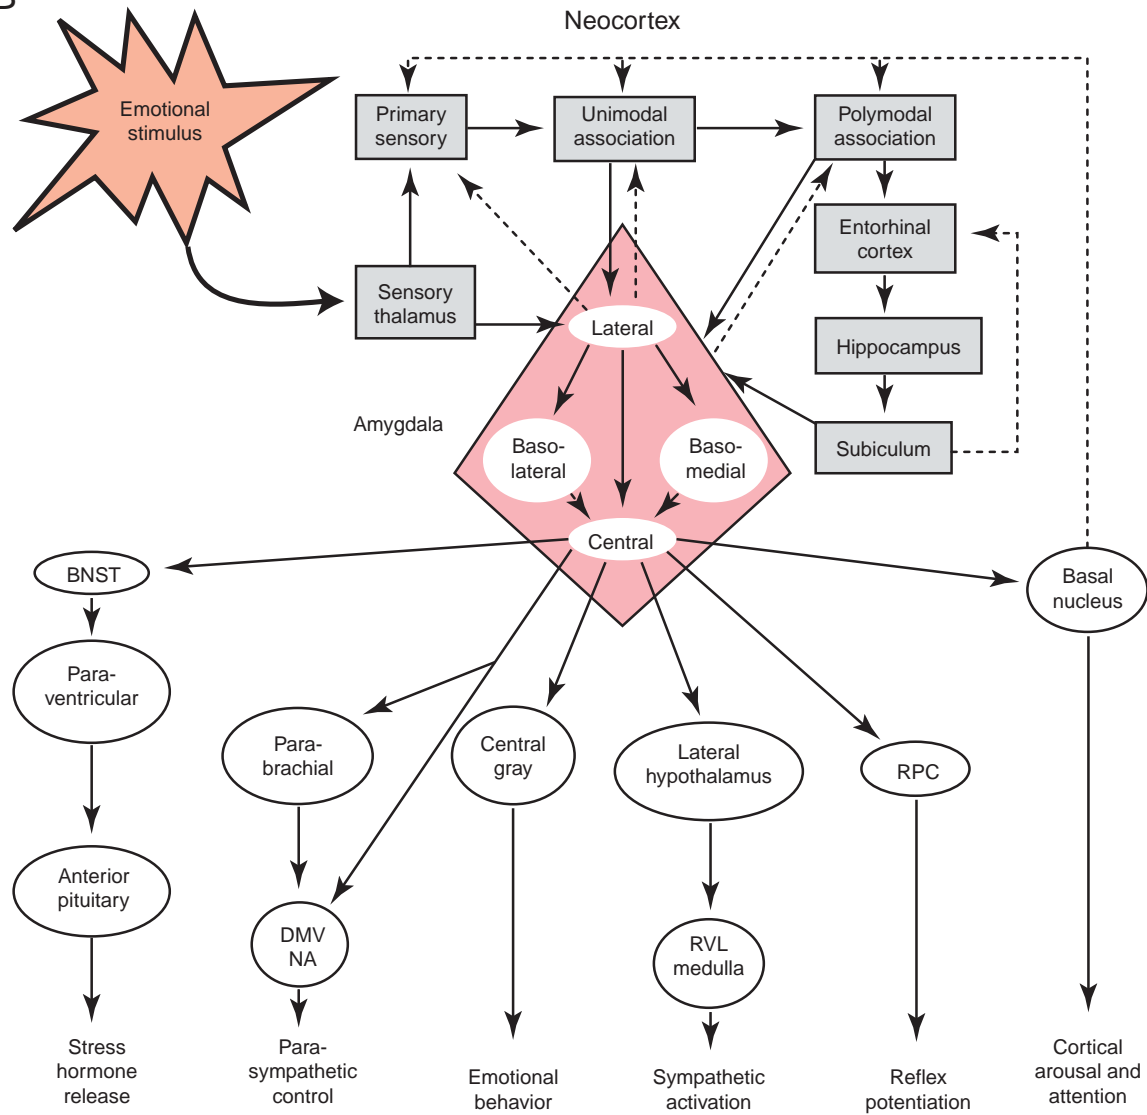 Neocortex
Emotional
stimulus
Primary
sensory
Unimodal
association
Polymodal
association
Entorhinal
cortex
Sensory
thalamus
Lateral
Hippocampus
Amygdala
Baso-
lateral
Baso-
medial
Subiculum
Central
BNST
Basal
nucleus
Para-
ventricular
Para-
brachial
Central
gray
Lateral
hypothalamus
RPC
Anterior
pituitary
DMV
NA
RVL
medulla
Stress
hormone
release
Para-
sympathetic
control
Emotional
behavior
Sympathetic
activation
Reflex
potentiation
Cortical
arousal and
attention